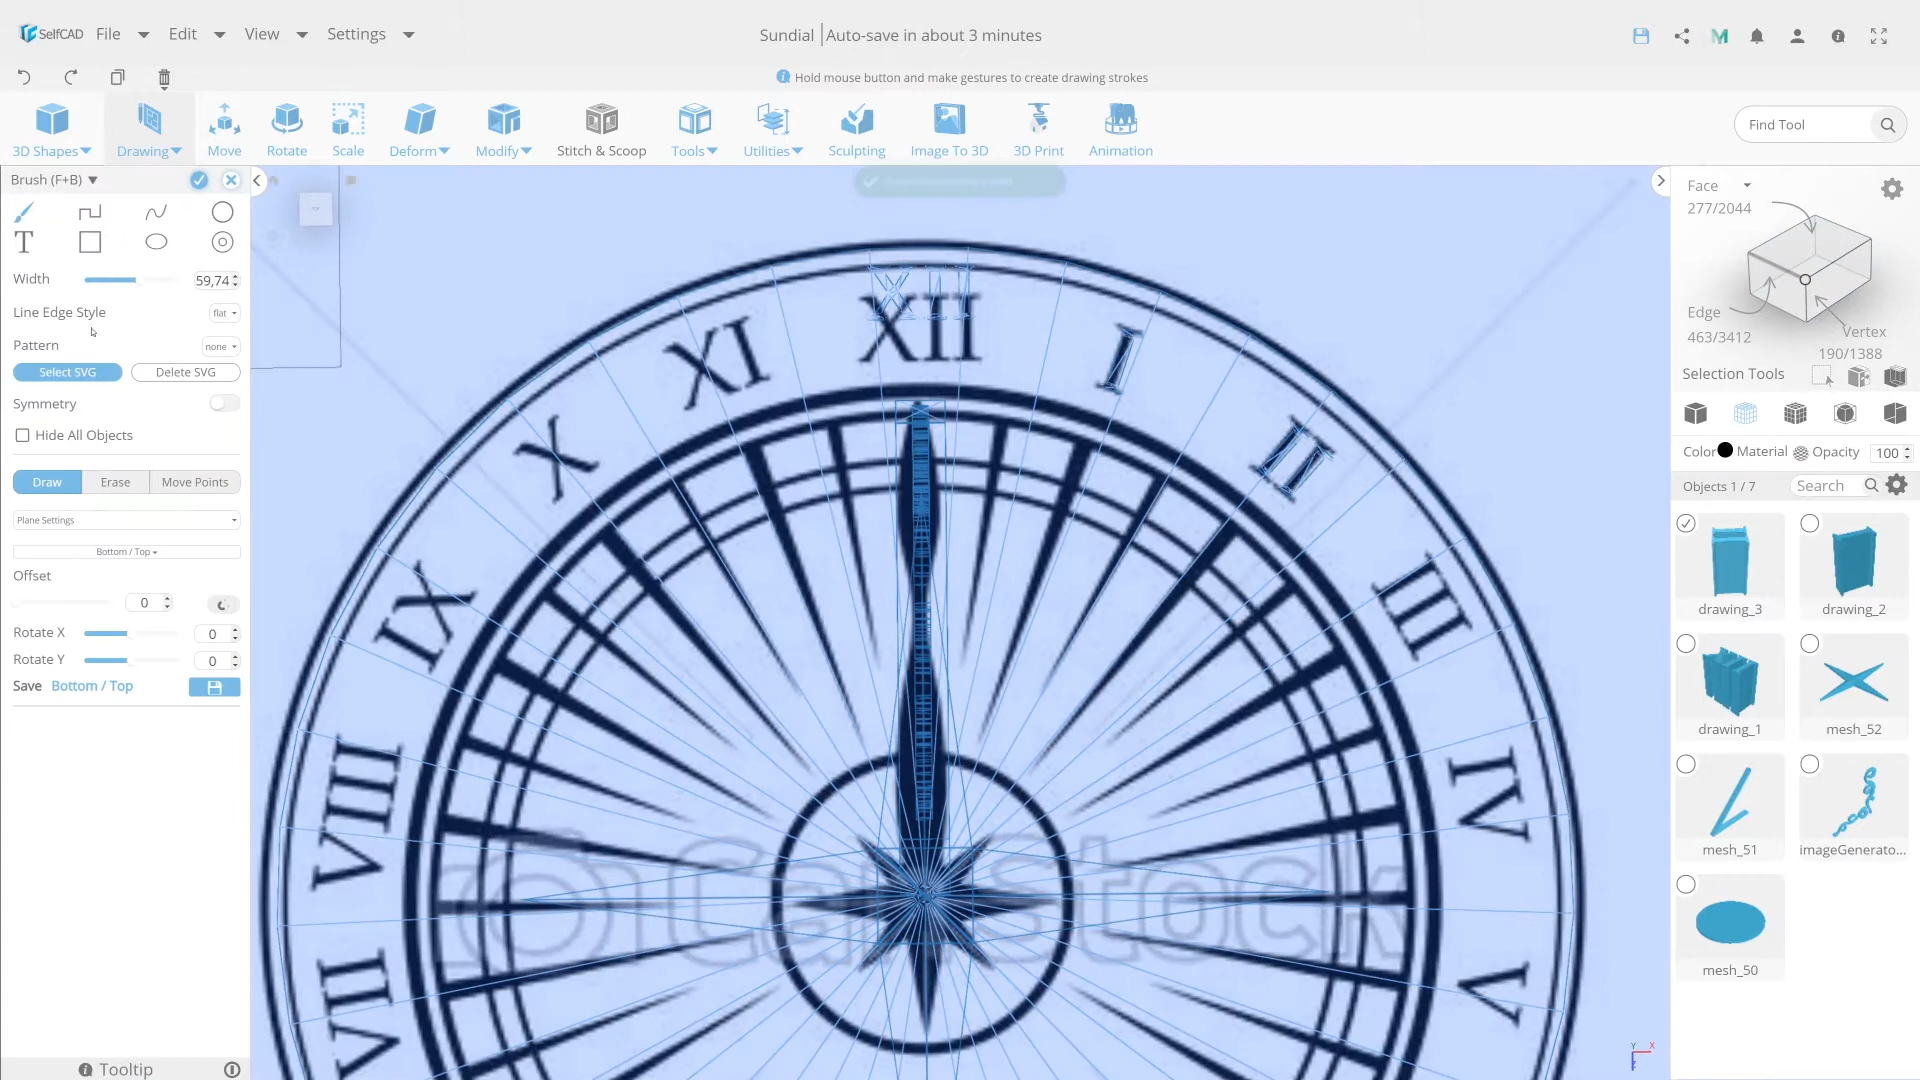 SelfCAD File Edit View Settings
Sundial Auto-save in about 3 minutes
Hold mouse button and make gestures to create drawing strokes
3D Shapes Drawing Move Rotate Scale Deform Modify Stitch & Scoop Tools Utilities Sculpting Image To 3D 3D Print Animation
Find Tool
Brush (F+B)
T
Width 59,74
Line Edge Style flat
Pattern none
Select SVG Delete SVG
Symmetry
Hide All Objects
Draw Erase Move Points
Plane Settings
Bottom / Top
Offset
0
Rotate X 0
Rotate Y 0
Save Bottom / Top
Tooltip
XII
XII
XI
I
X
II
IX
III
VIII
IV
VII
V
CanStock
Face
277/2044
Edge
463/3412
Vertex
190/1388
Selection Tools
Color Material Opacity 100
Objects 1 / 7 Search
drawing_3 drawing_2
drawing_1 mesh_52
mesh_51 imageGenerato...
mesh_50
Y X